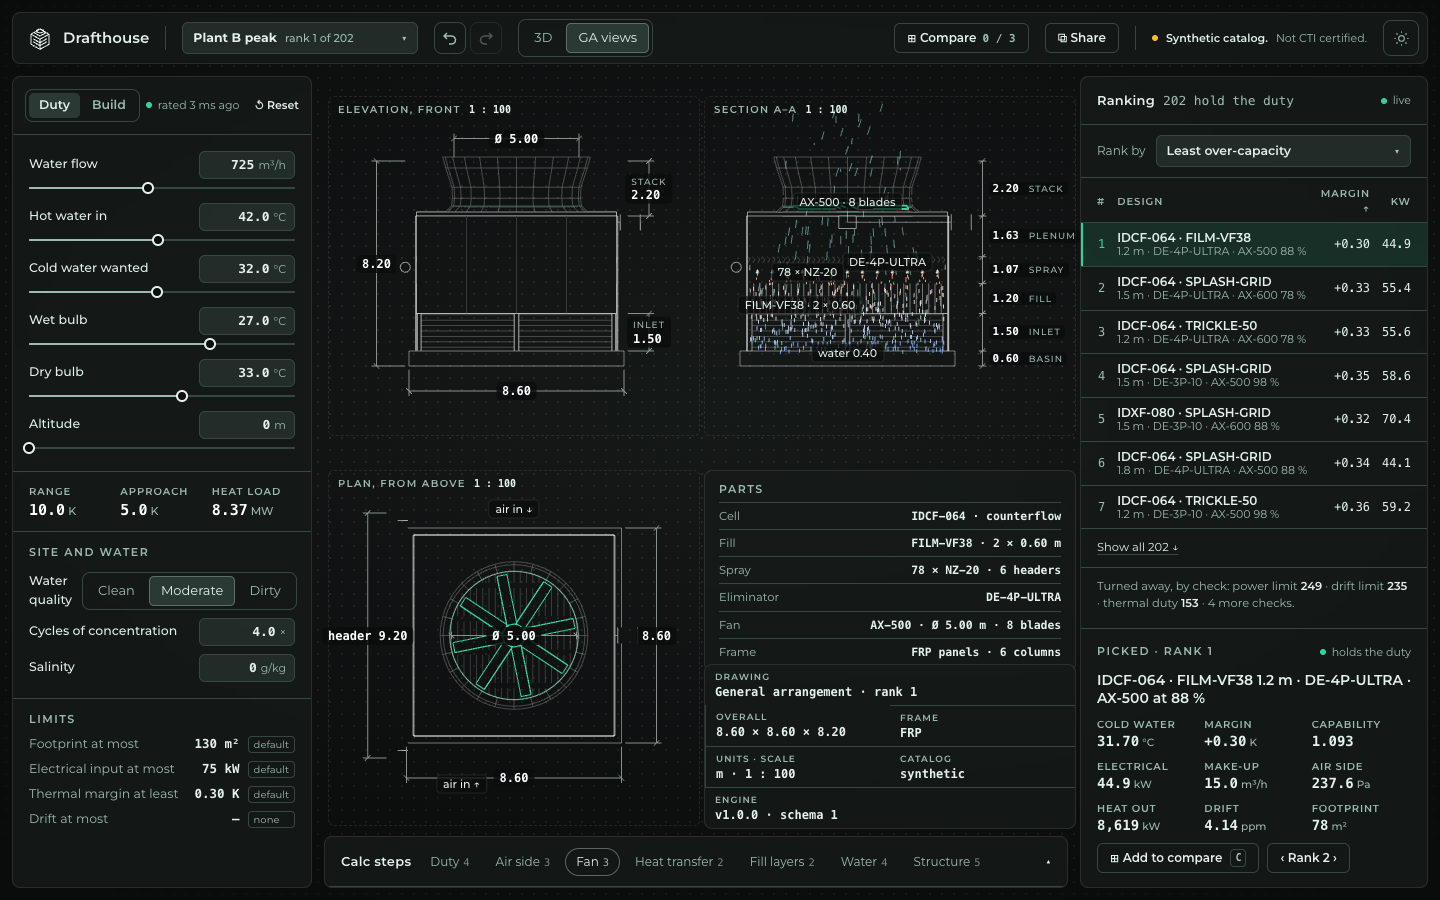 Drafthouse
Plant B peak rank 1 of 202
3D GA views
Compare 0 / 3
Share
Synthetic catalog. Not CTI certified.
Duty Build
rated 3 ms ago
Reset
Water flow 725 m³/h
Hot water in 42.0 °C
Cold water wanted 32.0 °C
Wet bulb 27.0 °C
Dry bulb 33.0 °C
Altitude 0 m
RANGE APPROACH HEAT LOAD
10.0 K 5.0 K 8.37 MW
SITE AND WATER
Water quality Clean Moderate Dirty
Cycles of concentration 4.0 ×
Salinity 0 g/kg
LIMITS
Footprint at most 130 m² default
Electrical input at most 75 kW default
Thermal margin at least 0.30 K default
Drift at most – none
ELEVATION, FRONT 1 : 100
Ø 5.00
STACK
2.20
8.20
INLET
1.50
8.60
SECTION A–A 1 : 100
AX-500 · 8 blades
DE-4P-ULTRA
78 × NZ-20
FILM-VF38 · 2 × 0.60
water 0.40
2.20 STACK
1.63 PLENUM
1.07 SPRAY
1.20 FILL
1.50 INLET
0.60 BASIN
PLAN, FROM ABOVE 1 : 100
air in ↓
header 9.20
Ø 5.00
8.60
8.60
air in ↑
PARTS
Cell IDCF–064 · counterflow
Fill FILM–VF38 · 2 × 0.60 m
Spray 78 × NZ–20 · 6 headers
Eliminator DE–4P–ULTRA
Fan AX–500 · Ø 5.00 m · 8 blades
Frame FRP panels · 6 columns
DRAWING
General arrangement · rank 1
OVERALL FRAME
8.60 × 8.60 × 8.20 FRP
UNITS · SCALE CATALOG
m · 1 : 100 synthetic
ENGINE
v1.0.0 · schema 1
Calc steps Duty 4 Air side 3 Fan 3 Heat transfer 2 Fill layers 2 Water 4 Structure 5
Ranking 202 hold the duty
live
Rank by Least over-capacity
# DESIGN MARGIN ↑ KW
1 IDCF-064 · FILM-VF38 +0.30 44.9
1.2 m · DE-4P-ULTRA · AX-500 88 %
2 IDCF-064 · SPLASH-GRID +0.33 55.4
1.5 m · DE-4P-ULTRA · AX-600 78 %
3 IDCF-064 · TRICKLE-50 +0.33 55.6
1.2 m · DE-4P-ULTRA · AX-600 78 %
4 IDCF-064 · SPLASH-GRID +0.35 58.6
1.5 m · DE-3P-10 · AX-500 98 %
5 IDXF-080 · SPLASH-GRID +0.32 70.4
1.5 m · DE-3P-10 · AX-600 88 %
6 IDCF-064 · SPLASH-GRID +0.34 44.1
1.8 m · DE-4P-ULTRA · AX-500 88 %
7 IDCF-064 · TRICKLE-50 +0.36 59.2
1.2 m · DE-3P-10 · AX-500 98 %
Show all 202 ↓
Turned away, by check: power limit 249 · drift limit 235
· thermal duty 153 · 4 more checks.
PICKED · RANK 1
holds the duty
IDCF-064 · FILM-VF38 1.2 m · DE-4P-ULTRA ·
AX-500 at 88 %
COLD WATER MARGIN CAPABILITY
31.70 °C +0.30 K 1.093
ELECTRICAL MAKE-UP AIR SIDE
44.9 kW 15.0 m³/h 237.6 Pa
HEAT OUT DRIFT FOOTPRINT
8,619 kW 4.14 ppm 78 m²
Add to compare C
‹ Rank 2 ›